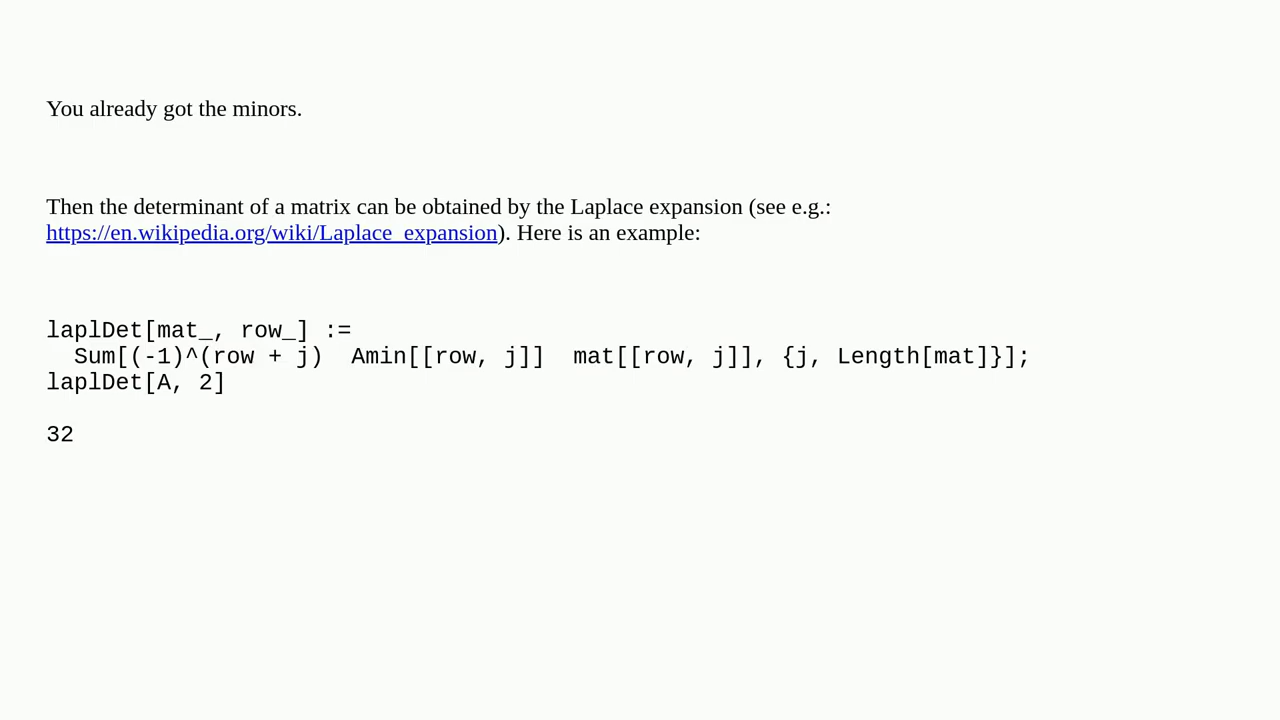 You already got the minors.
Then the determinant of a matrix can be obtained by the Laplace expansion (see e.g.:
https://en.wikipedia.org/wiki/Laplace_expansion). Here is an example:
laplDet[mat_, row_] :=
  Sum[(-1)^(row + j)  Amin[[row, j]]  mat[[row, j]], {j, Length[mat]}];
laplDet[A, 2]
32